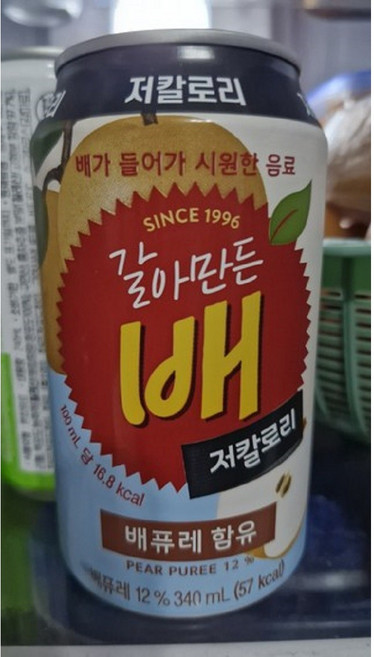 저칼로리
배가 들어가 시원한 음료
SINCE 1996
갈아만든
배
저칼로리
100 mL 당 16.8 kcal
배퓨레 함유
PEAR PUREE 12 %
배퓨레 12% 340 mL (57 kcal)